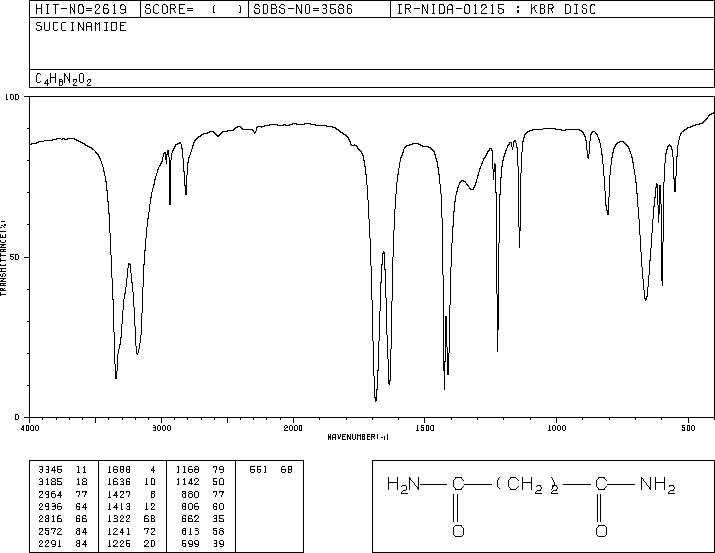 HIT-NO=2619 SCORE= ( ) SDBS-NO=3586 IR-NIDA-01215 : KBR DISC
SUCCINAMIDE
C4H8N2O2
100
50
0
TRANSMITTANCE(%)
4000 3000 2000 1500 1000 500
WAVENUMBER(-1)
3345 11 1688 4 1168 79 551 68
3185 18 1636 10 1142 50
2964 77 1427 8 880 77
2936 64 1413 12 806 60
2816 66 1322 68 662 35
2572 84 1241 72 613 58
2291 84 1225 20 599 39
H2N C (CH2)2 C NH2
O O